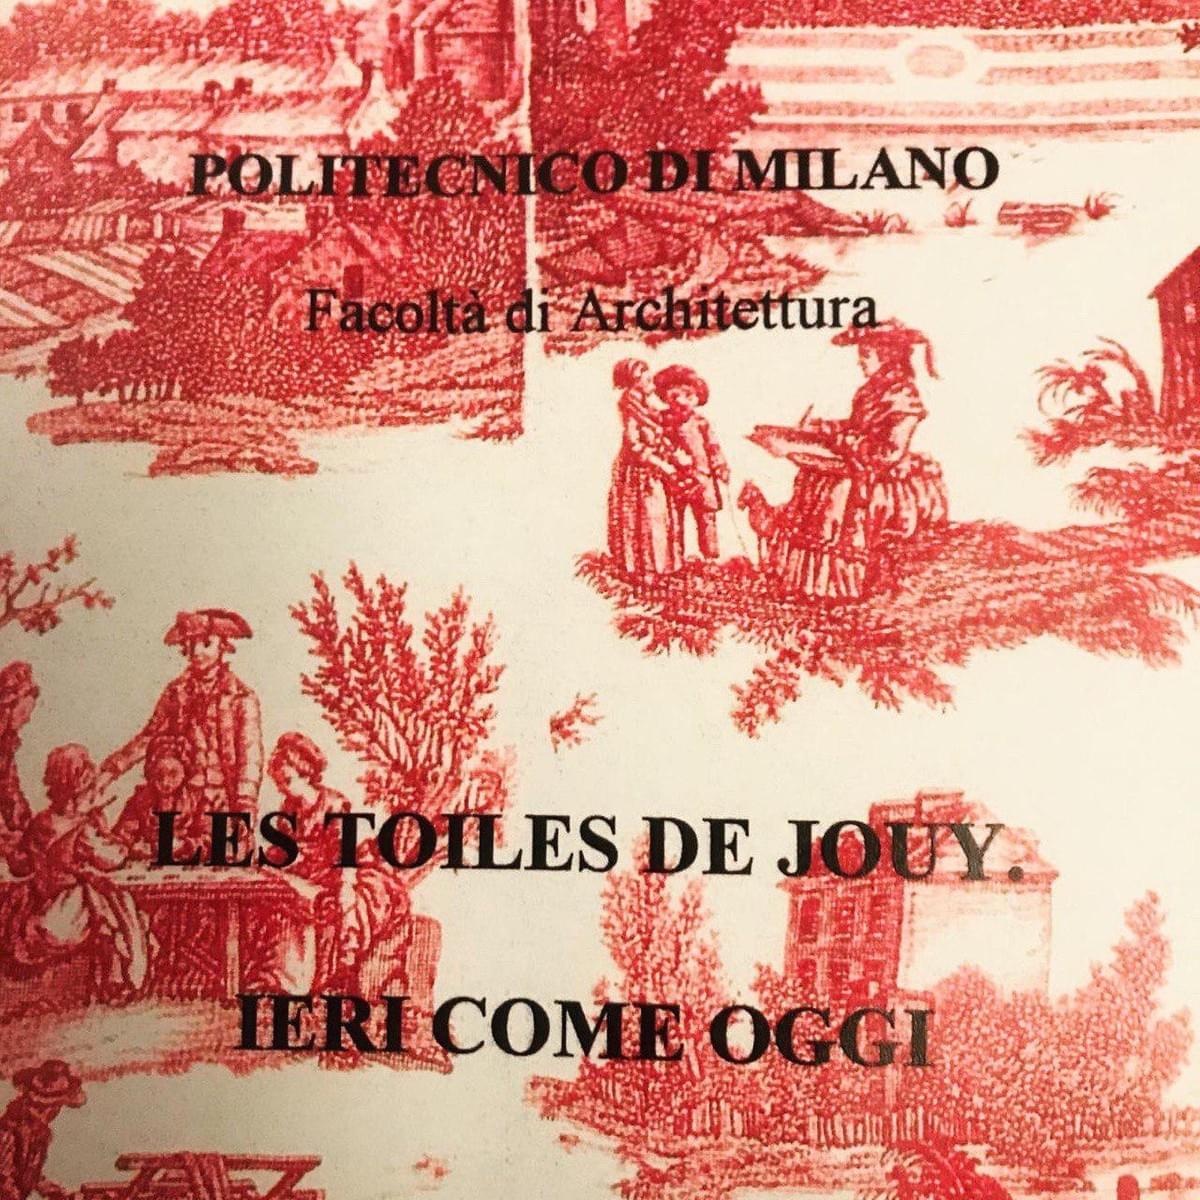 POLITECNICO DI MILANO
Facoltà di Architettura
LES TOILES DE JOUY.
IERI COME OGGI